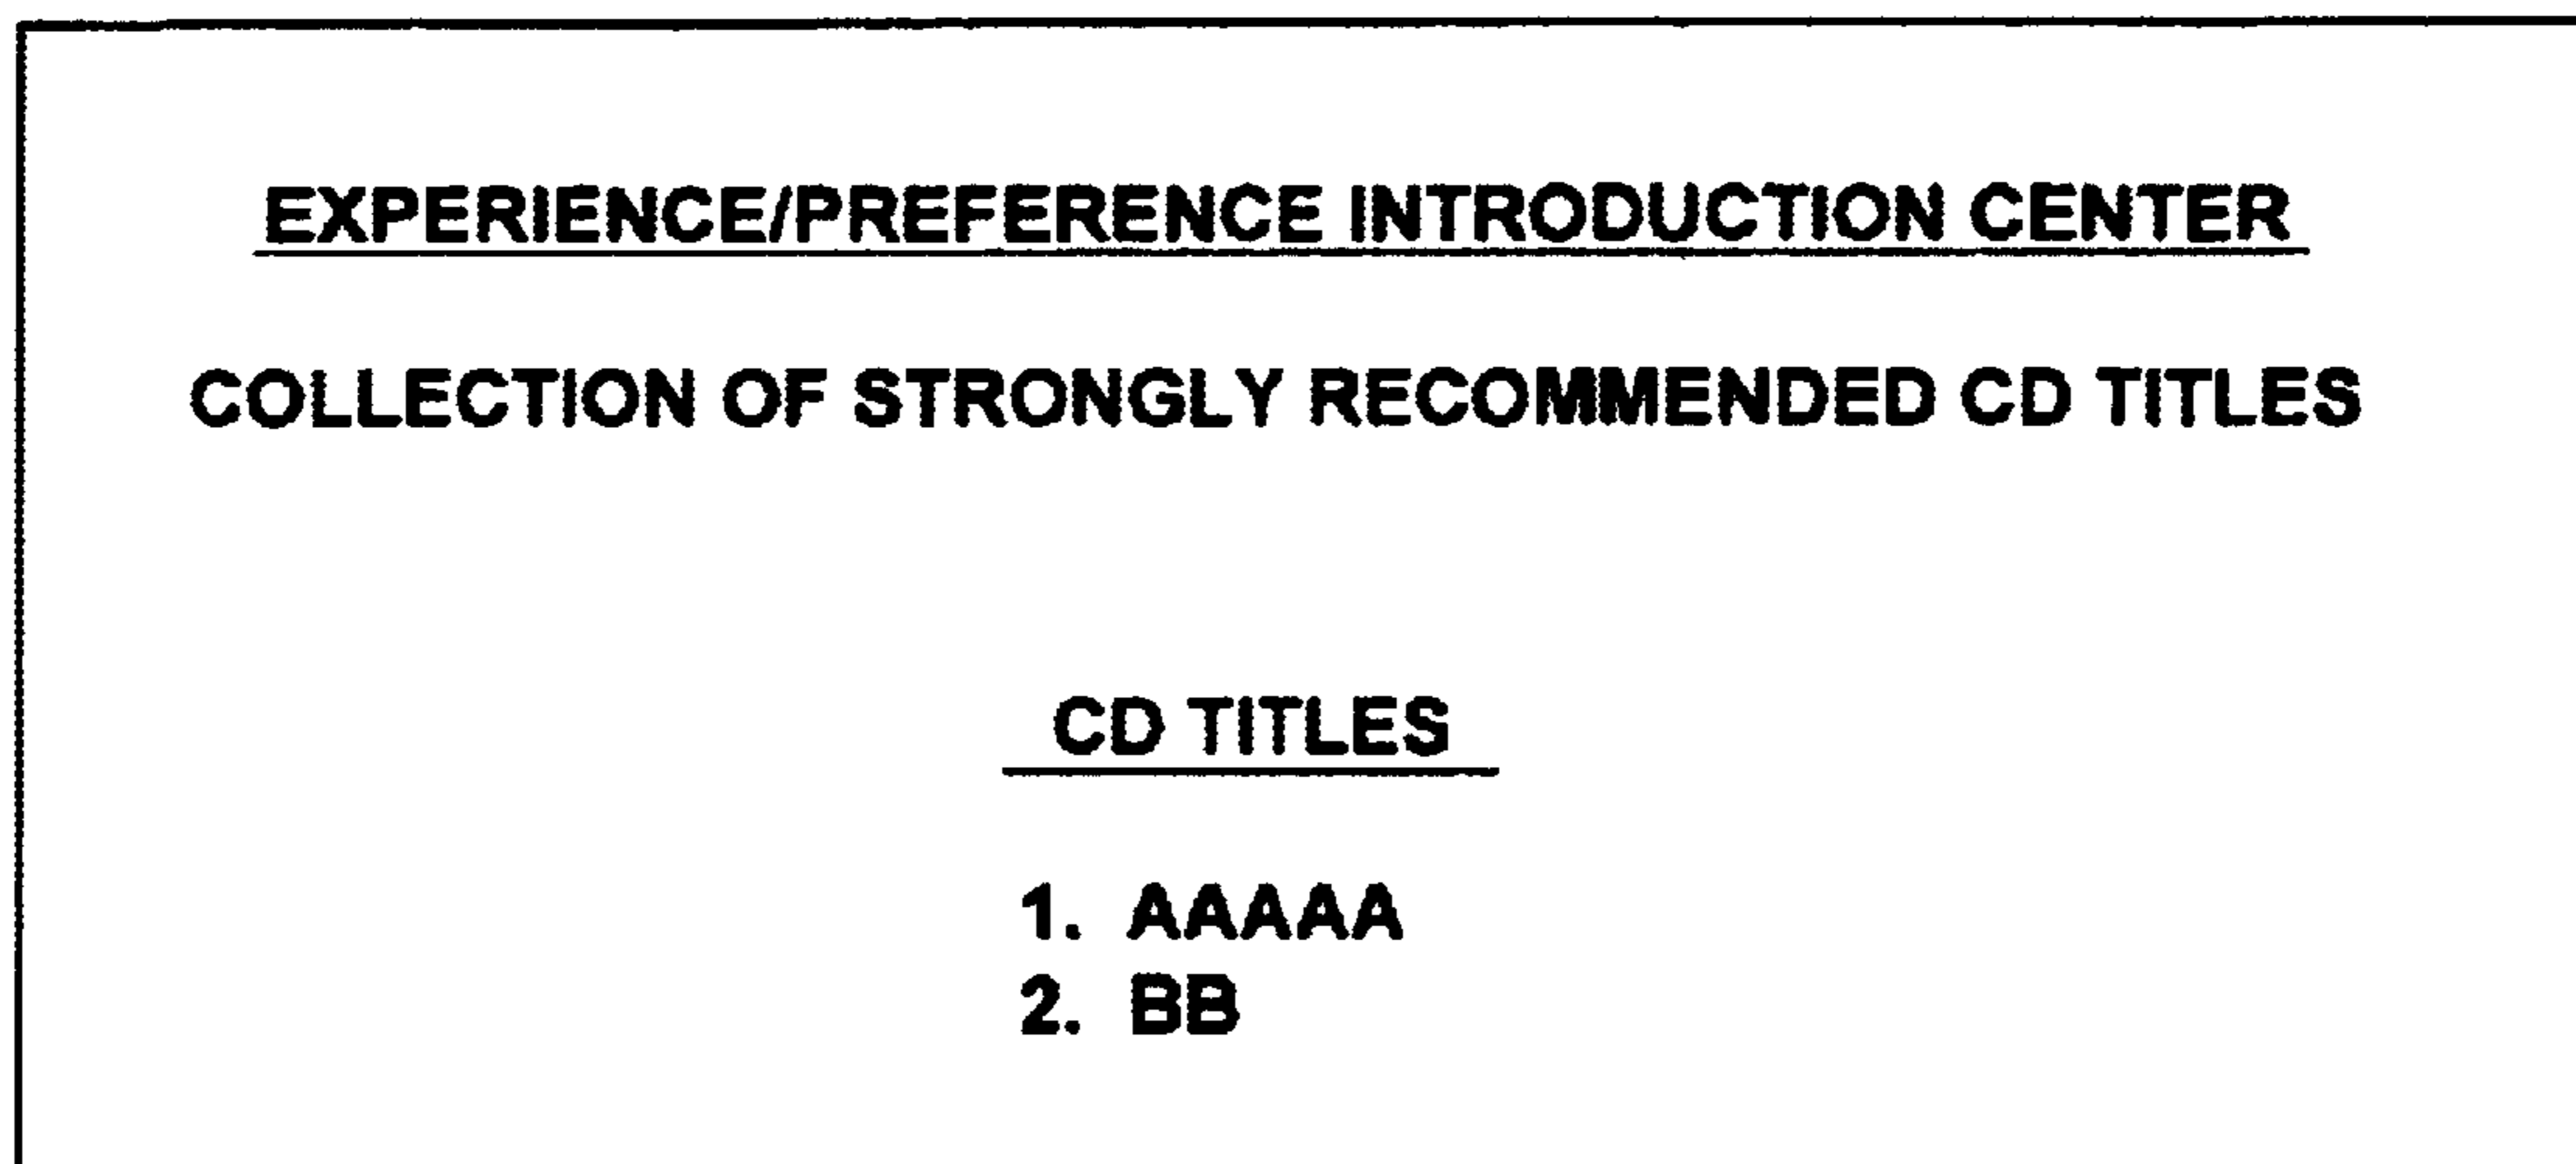 EXPERIENCE/PREFERENCE INTRODUCTION CENTER
COLLECTION OF STRONGLY RECOMMENDED CD TITLES
CD TITLES
1. AAAAA
2. BB